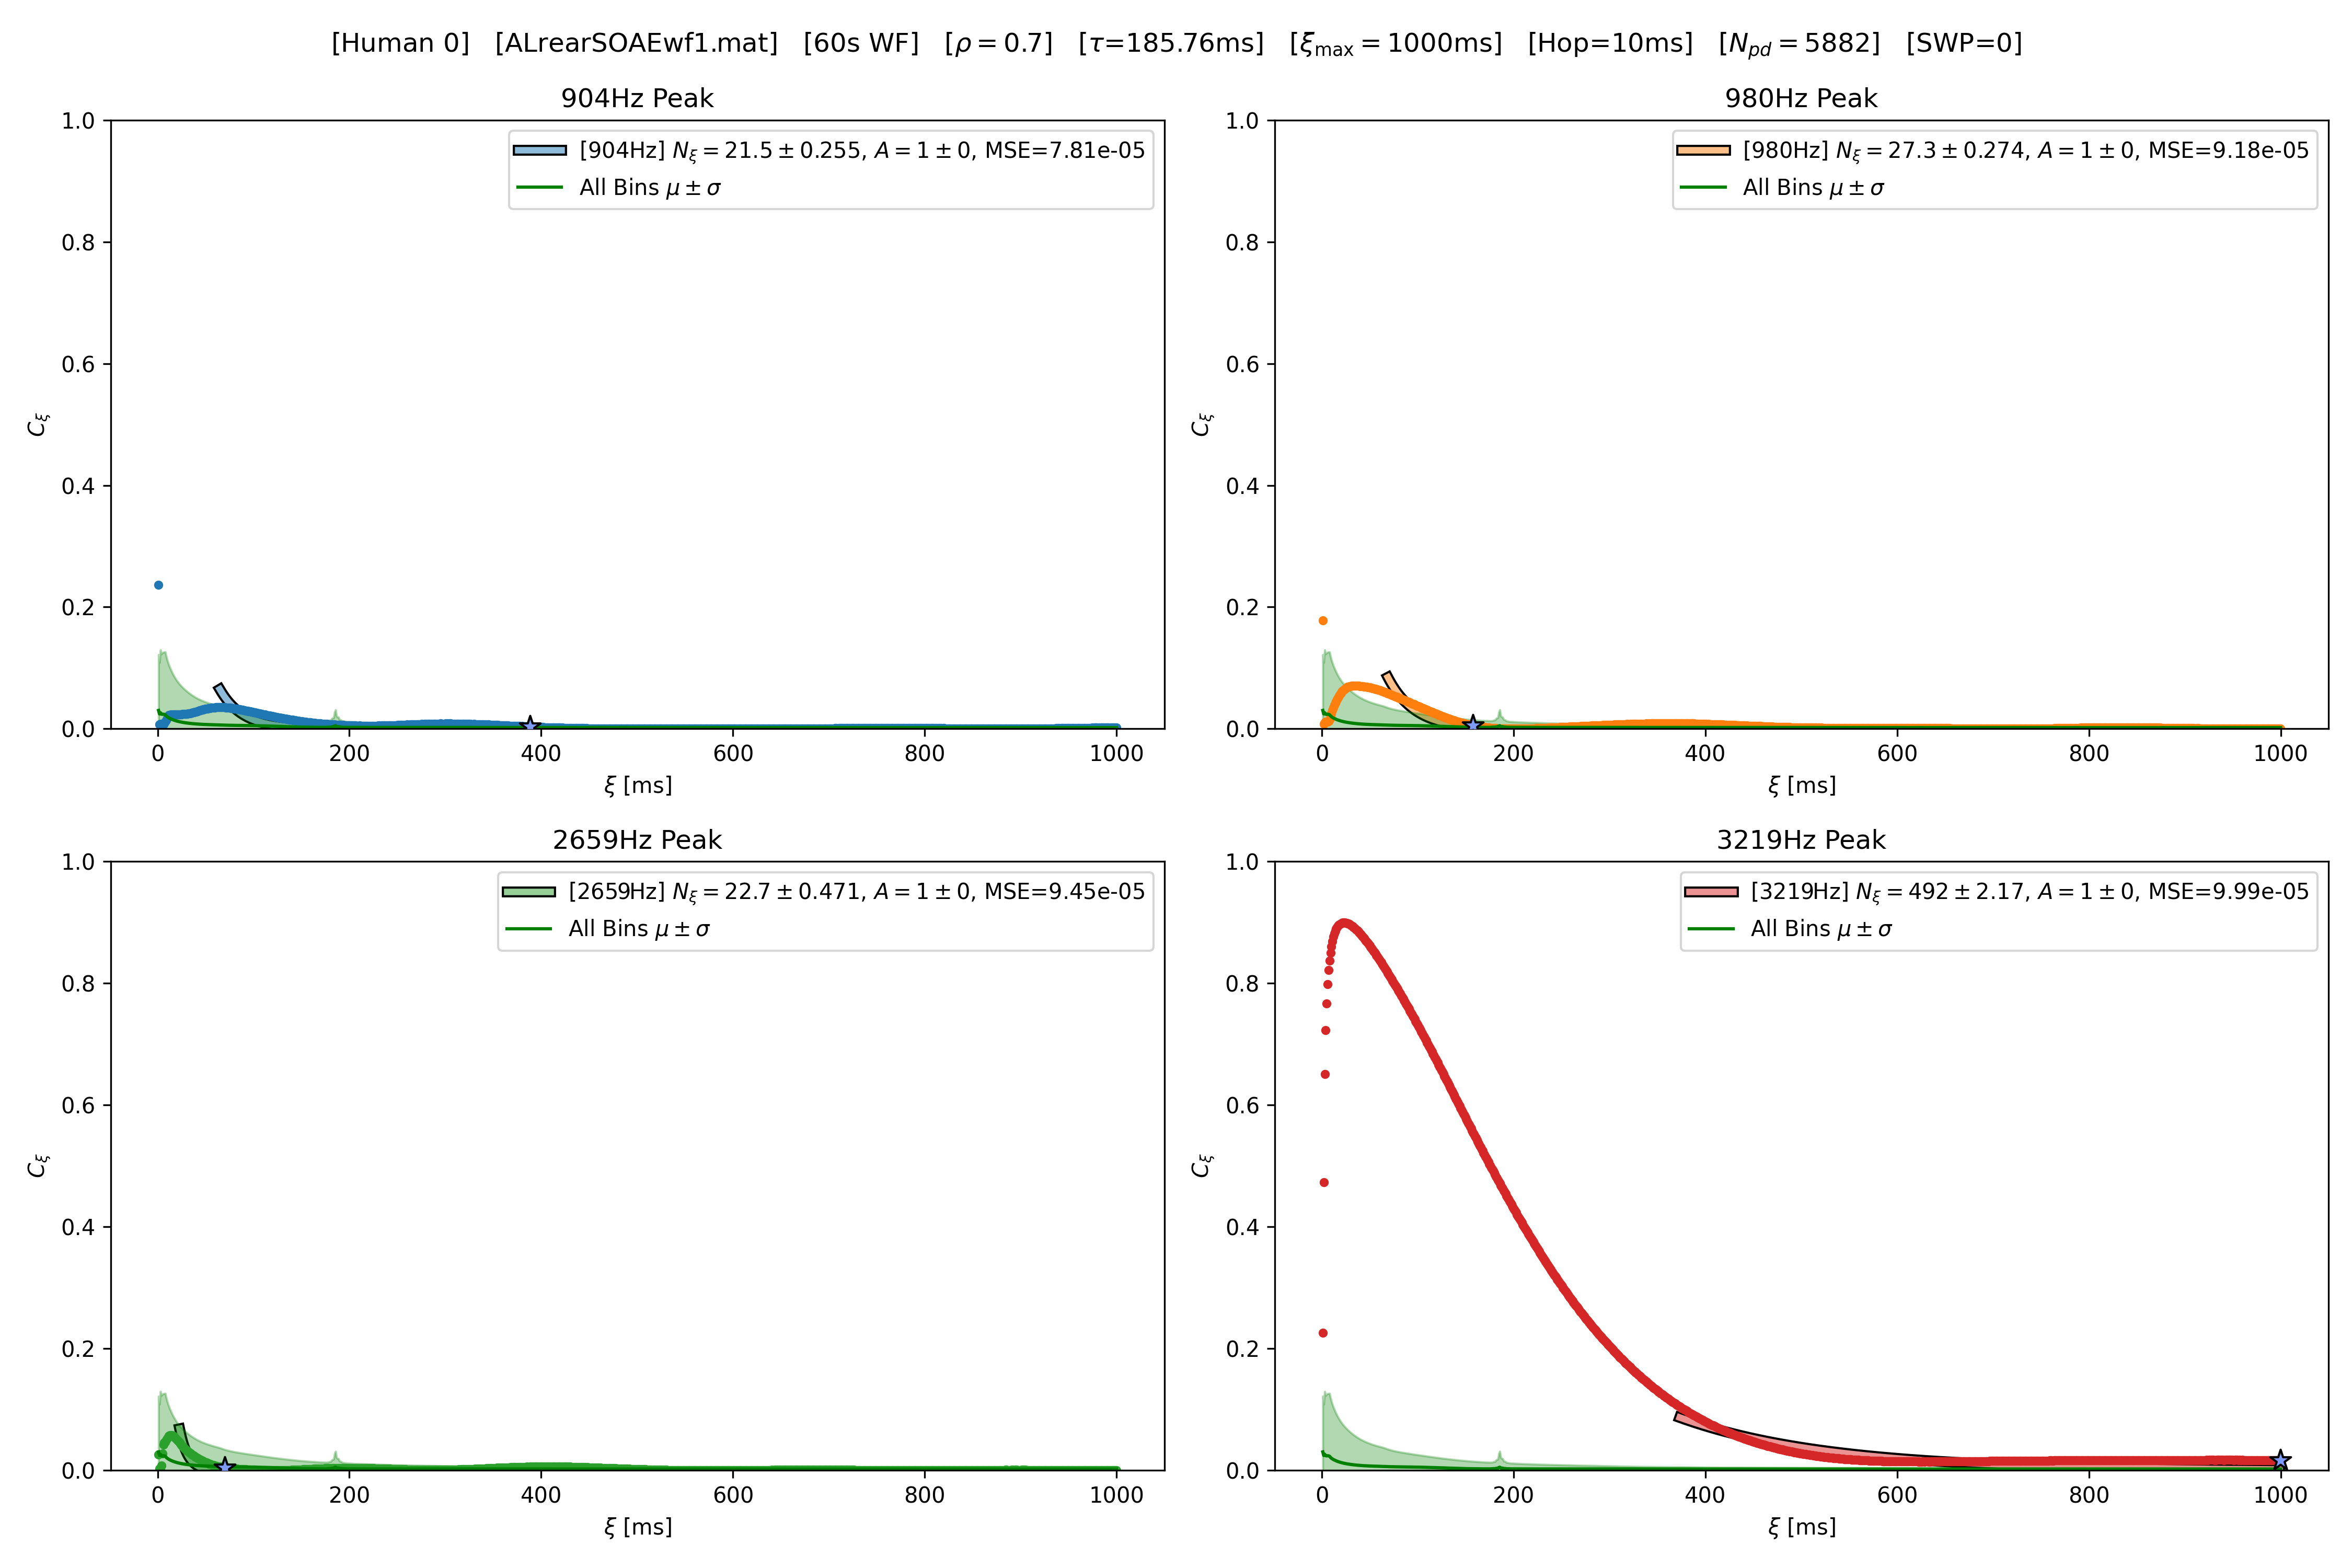 [Human 0]   [ALrearSOAEwf1.mat]   [60s WF]   [ρ = 0.7]   [τ=185.76ms]   [ξmax = 1000ms]   [Hop=10ms]   [Npd = 5882]   [SWP=0]
904Hz Peak
1.0
0.8
0.6
0.4
0.2
0.0
Cξ
[904Hz] Nξ = 21.5 ± 0.255, A = 1 ± 0, MSE=7.81e-05
All Bins μ ± σ
0 200 400 600 800 1000
ξ [ms]
980Hz Peak
1.0
0.8
0.6
0.4
0.2
0.0
Cξ
[980Hz] Nξ = 27.3 ± 0.274, A = 1 ± 0, MSE=9.18e-05
All Bins μ ± σ
0 200 400 600 800 1000
ξ [ms]
2659Hz Peak
1.0
0.8
0.6
0.4
0.2
0.0
Cξ
[2659Hz] Nξ = 22.7 ± 0.471, A = 1 ± 0, MSE=9.45e-05
All Bins μ ± σ
0 200 400 600 800 1000
ξ [ms]
3219Hz Peak
1.0
0.8
0.6
0.4
0.2
0.0
Cξ
[3219Hz] Nξ = 492 ± 2.17, A = 1 ± 0, MSE=9.99e-05
All Bins μ ± σ
0 200 400 600 800 1000
ξ [ms]